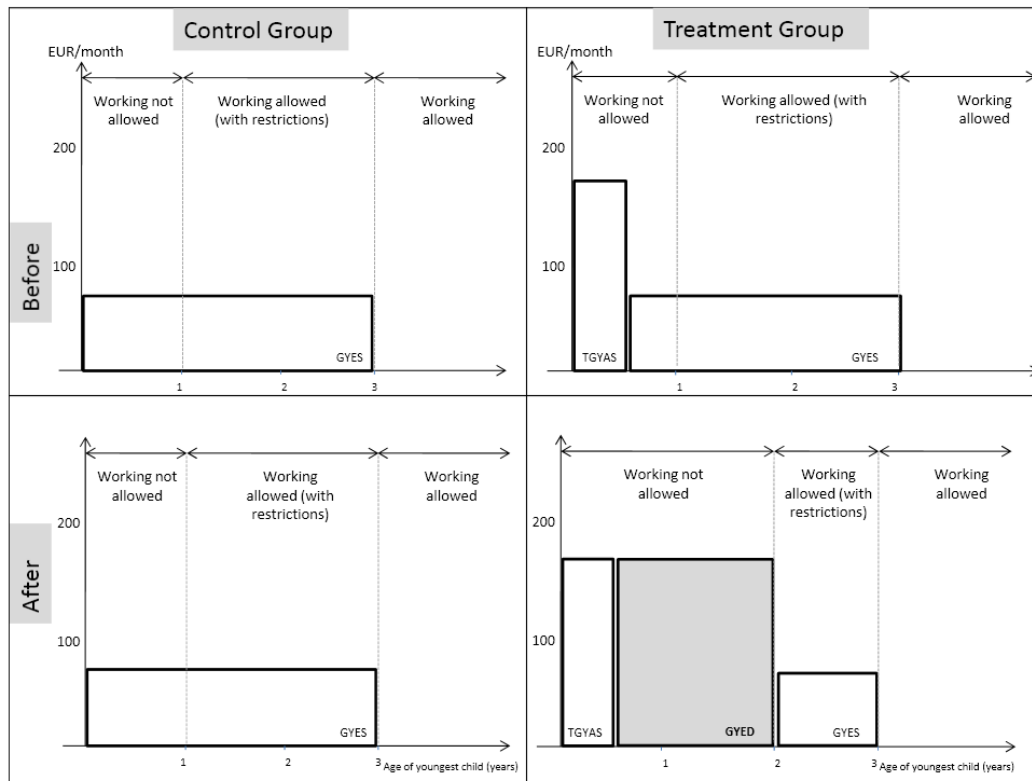 Control Group
Treatment Group
Before
After
EUR/month
Working not
allowed
Working allowed
(with restrictions)
Working
allowed
200
100
GYES
1
2
3
EUR/month
Working not
allowed
Working allowed (with
restrictions)
Working
allowed
200
100
TGYAS
GYES
1
2
3
Working not
allowed
Working
allowed (with
restrictions)
Working
allowed
200
100
GYES
1
2
3
Age of youngest child (years)
Working not
allowed
Working
allowed (with
restrictions)
Working
allowed
200
100
TGYAS
GYED
GYES
1
2
3
Age of youngest child (years)